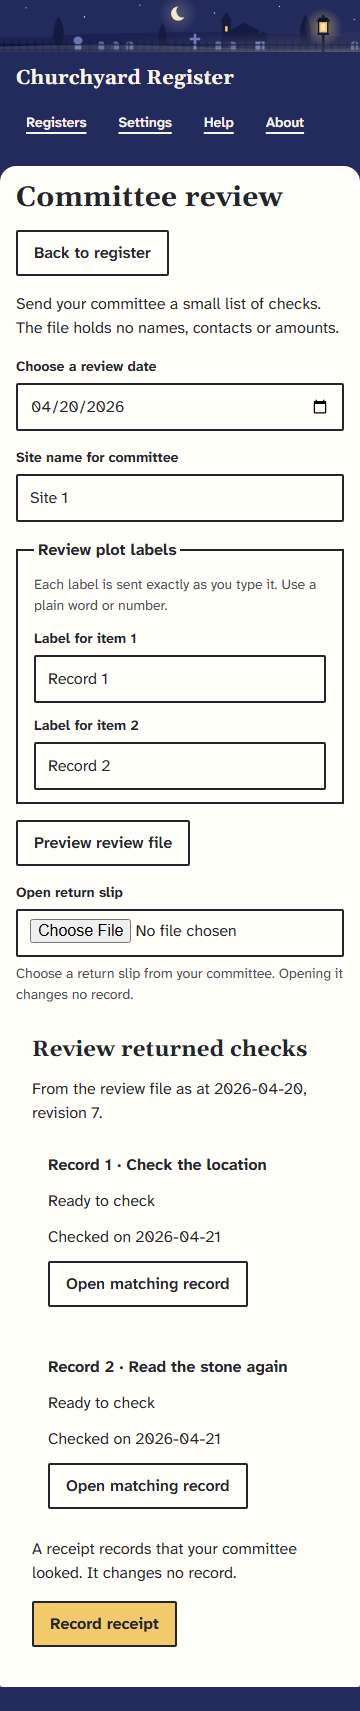 Churchyard Register
Registers Settings Help About
Committee review
Back to register
Send your committee a small list of checks.
The file holds no names, contacts or amounts.
Choose a review date
04/20/2026
Site name for committee
Site 1
Review plot labels
Each label is sent exactly as you type it. Use a
plain word or number.
Label for item 1
Record 1
Label for item 2
Record 2
Preview review file
Open return slip
Choose File No file chosen
Choose a return slip from your committee. Opening it
changes no record.
Review returned checks
From the review file as at 2026-04-20,
revision 7.
Record 1 · Check the location
Ready to check
Checked on 2026-04-21
Open matching record
Record 2 · Read the stone again
Ready to check
Checked on 2026-04-21
Open matching record
A receipt records that your committee
looked. It changes no record.
Record receipt